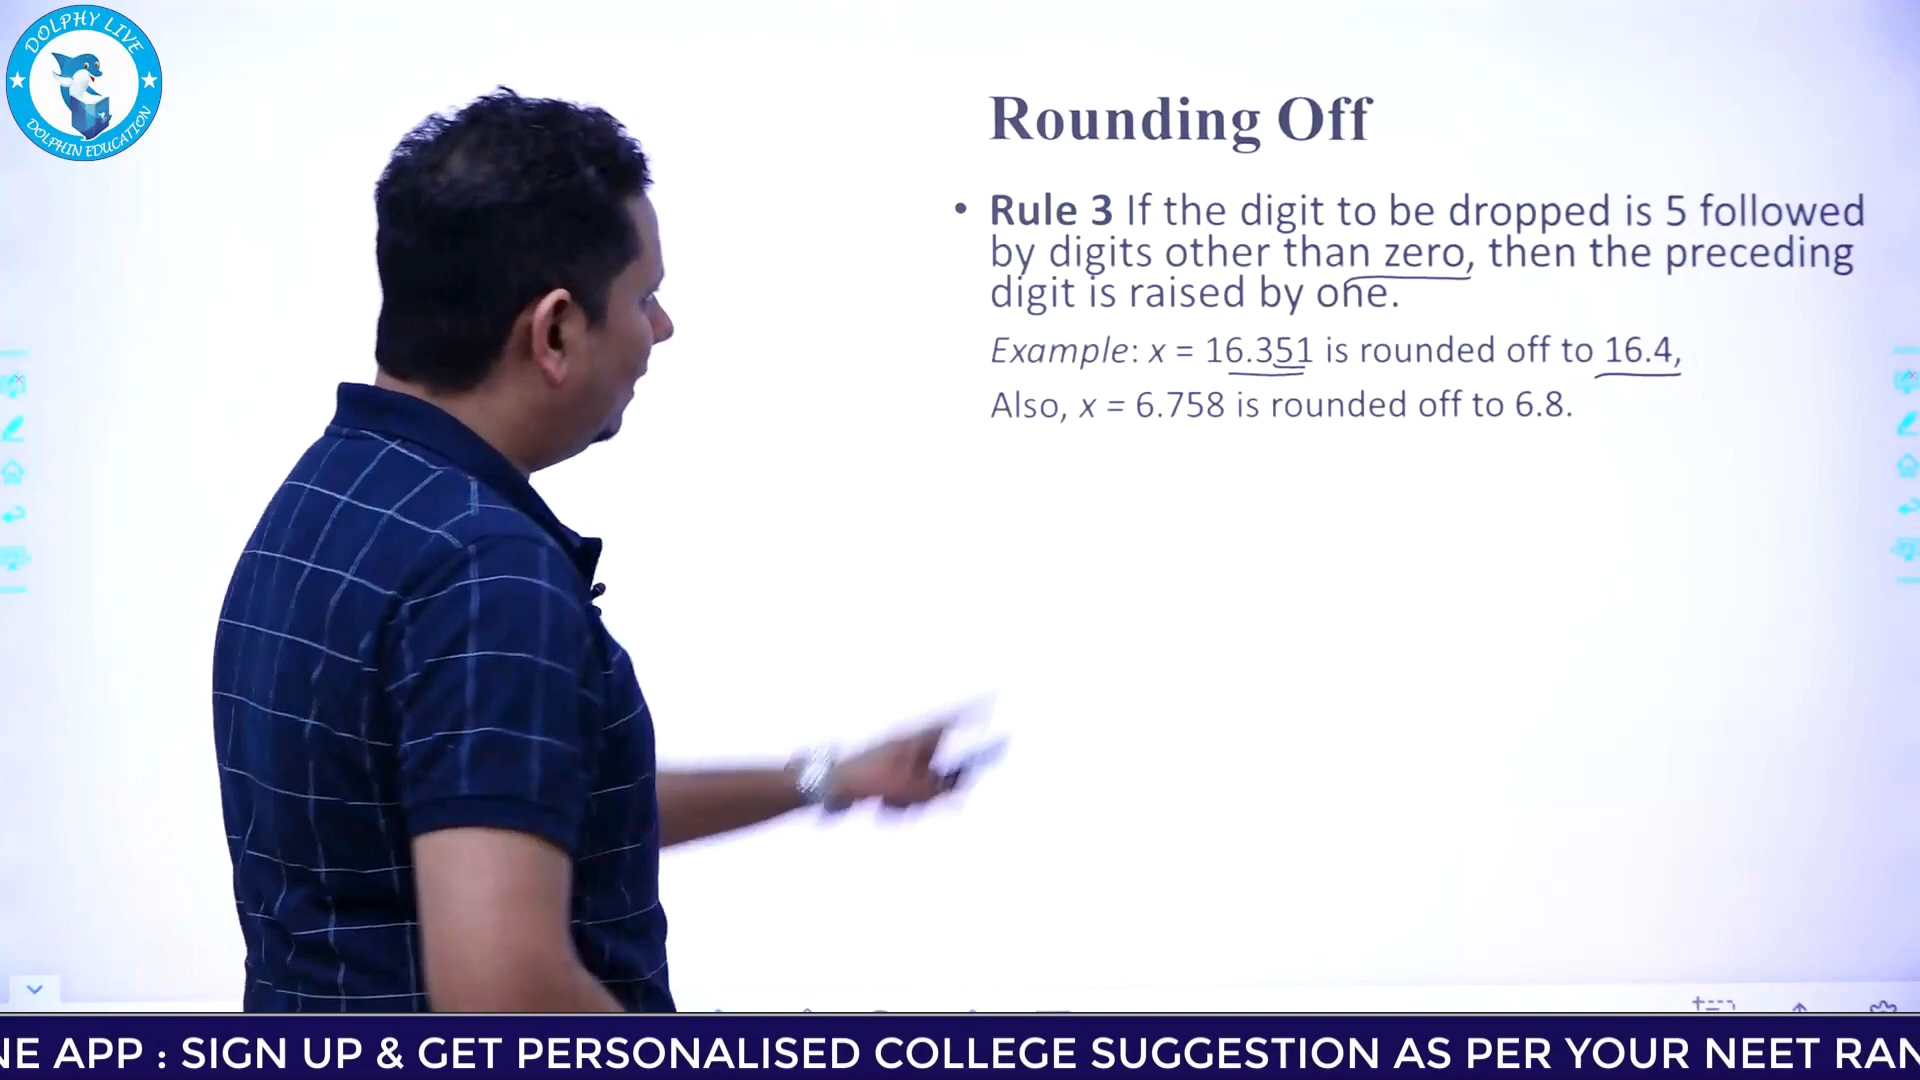 DOLPHY LIVE
DOLPHIN EDUCATION
Rounding Off
• Rule 3 If the digit to be dropped is 5 followed
by digits other than zero, then the preceding
digit is raised by one.
Example: x = 16.351 is rounded off to 16.4,
Also, x = 6.758 is rounded off to 6.8.
NE APP : SIGN UP & GET PERSONALISED COLLEGE SUGGESTION AS PER YOUR NEET RAN